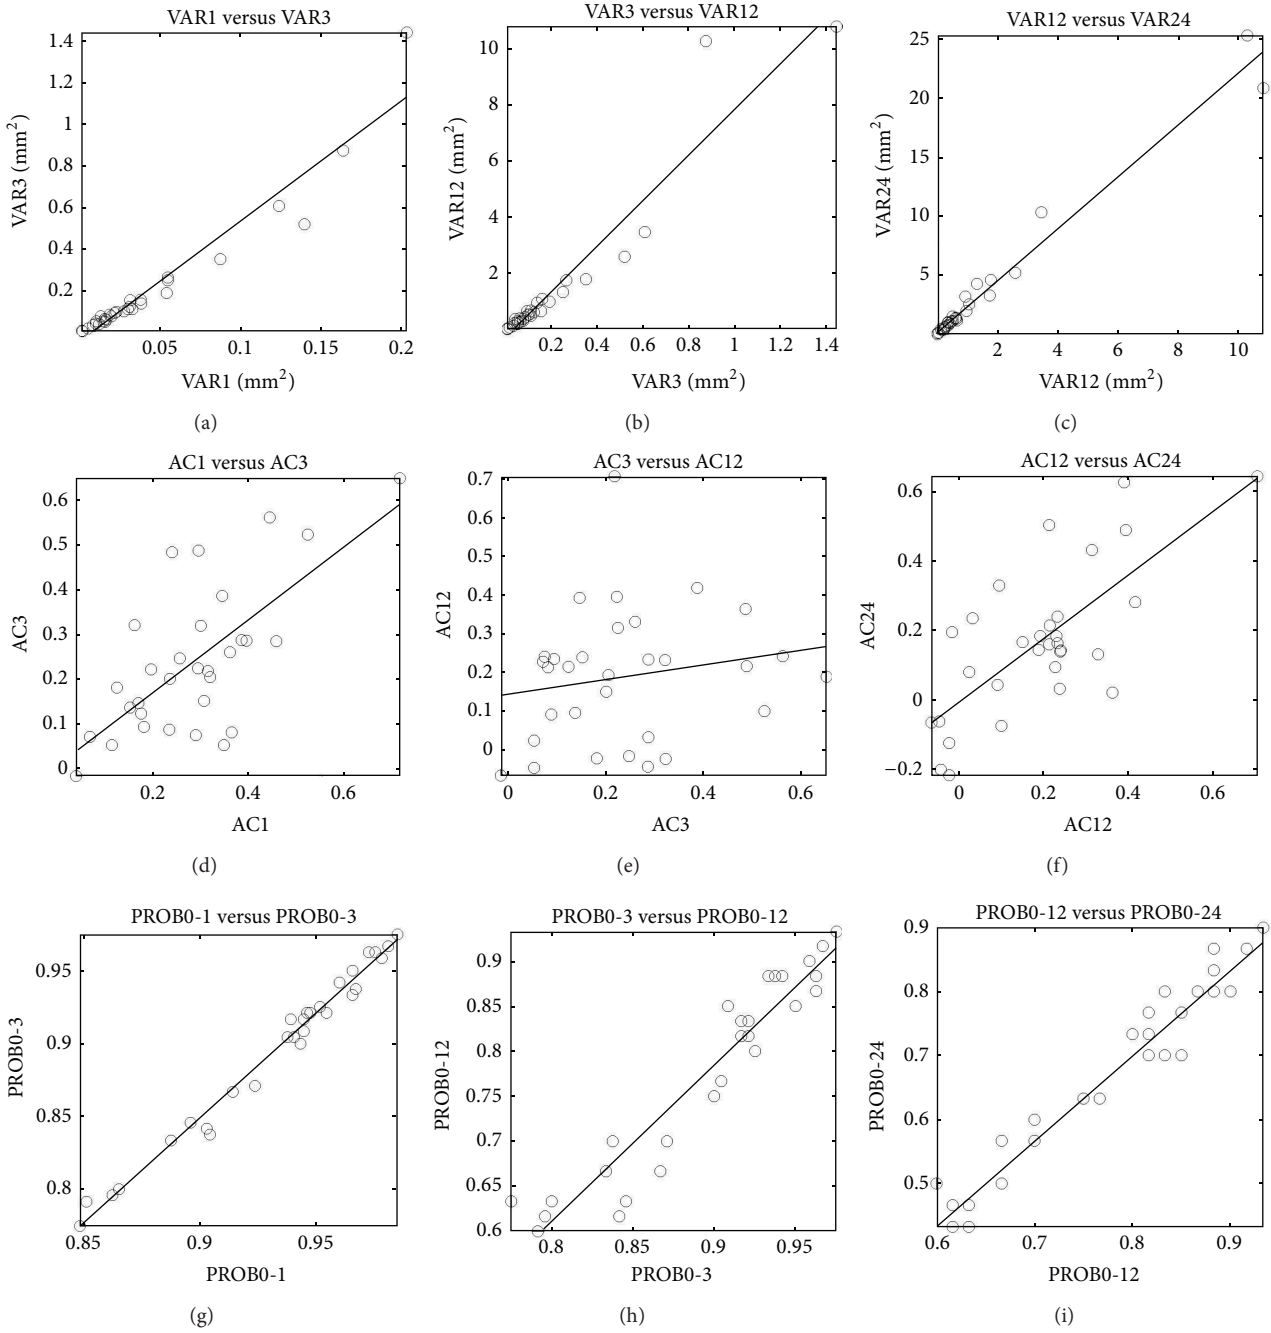 VAR1 versus VAR3
VAR3 (mm²)
1.4
1.2
1
0.8
0.6
0.4
0.2
0.05 0.1 0.15 0.2
VAR1 (mm²)
(a)
VAR3 versus VAR12
VAR12 (mm²)
10
8
6
4
2
0.2 0.4 0.6 0.8 1 1.2 1.4
VAR3 (mm²)
(b)
VAR12 versus VAR24
VAR24 (mm²)
25
20
15
10
5
2 4 6 8 10
VAR12 (mm²)
(c)
AC1 versus AC3
AC3
0.6
0.5
0.4
0.3
0.2
0.1
0
0.2 0.4 0.6
AC1
(d)
AC3 versus AC12
AC12
0.7
0.6
0.5
0.4
0.3
0.2
0.1
0
0 0.2 0.4 0.6
AC3
(e)
AC12 versus AC24
AC24
0.6
0.4
0.2
0
−0.2
0 0.2 0.4 0.6
AC12
(f)
PROB0-1 versus PROB0-3
PROB0-3
0.95
0.9
0.85
0.8
0.85 0.9 0.95
PROB0-1
(g)
PROB0-3 versus PROB0-12
PROB0-12
0.9
0.85
0.8
0.75
0.7
0.65
0.6
0.8 0.85 0.9 0.95
PROB0-3
(h)
PROB0-12 versus PROB0-24
PROB0-24
0.9
0.8
0.7
0.6
0.5
0.6 0.7 0.8 0.9
PROB0-12
(i)